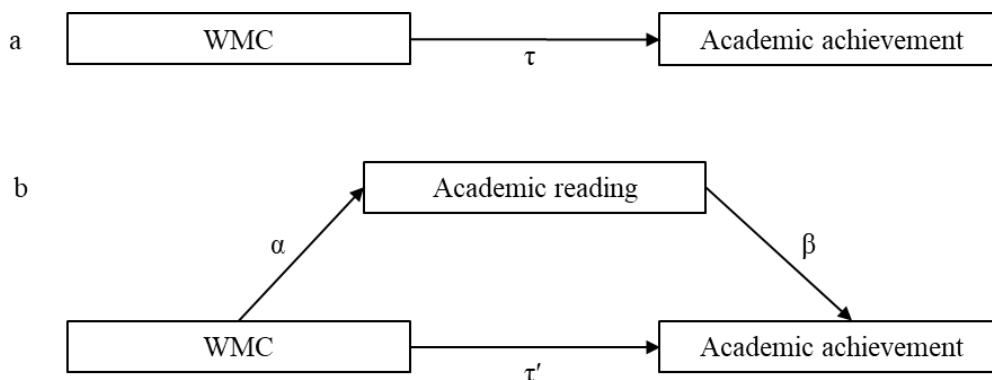 a WMC Academic achievement
τ
b Academic reading
α β
WMC Academic achievement
τ′